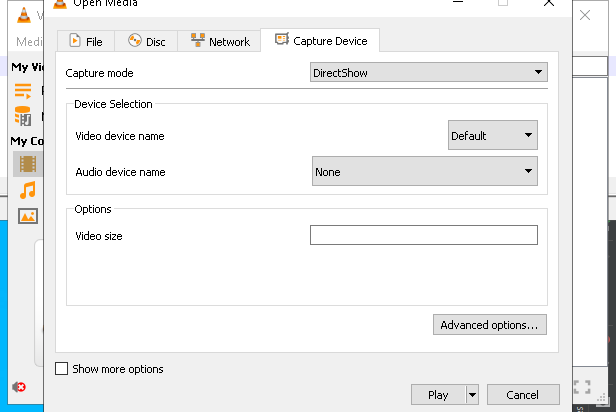 Open Media
Medi
File
Disc
Network
Capture Device
My Vi
My Co
Capture mode
DirectShow
Device Selection
Video device name
Default
Audio device name
None
Options
Video size
Advanced options...
Show more options
Play
Cancel